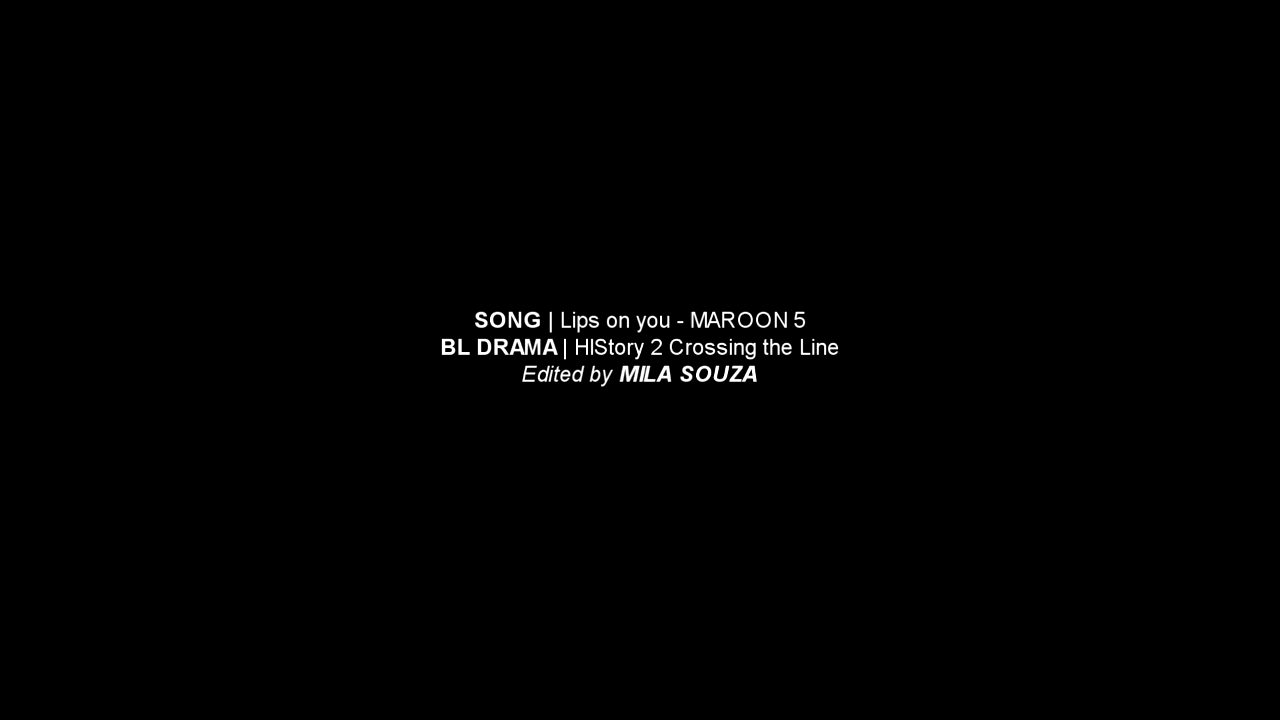 SONG | Lips on you - MAROON 5
BL DRAMA | HIStory 2 Crossing the Line
Edited by MILA SOUZA